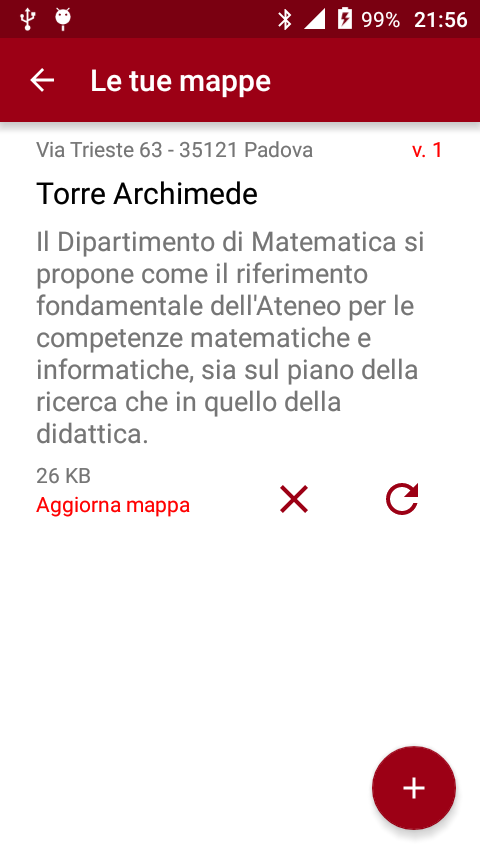 99% 21:56
Le tue mappe
Via Trieste 63 - 35121 Padova v. 1
Torre Archimede
Il Dipartimento di Matematica si
propone come il riferimento
fondamentale dell'Ateneo per le
competenze matematiche e
informatiche, sia sul piano della
ricerca che in quello della
didattica.
26 KB
Aggiorna mappa